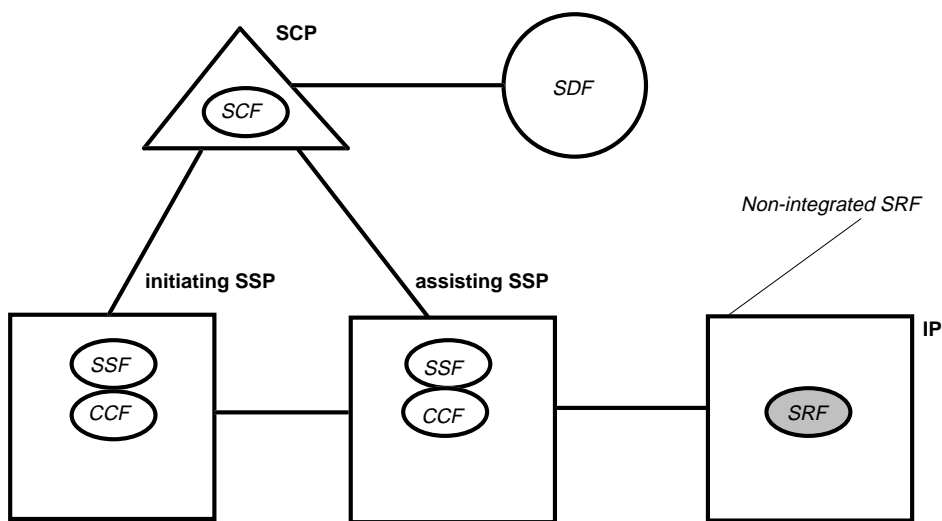 SCP
SDF
SCF
Non-integrated SRF
initiating SSP
assisting SSP
IP
SSF
SSF
CCF
CCF
SRF